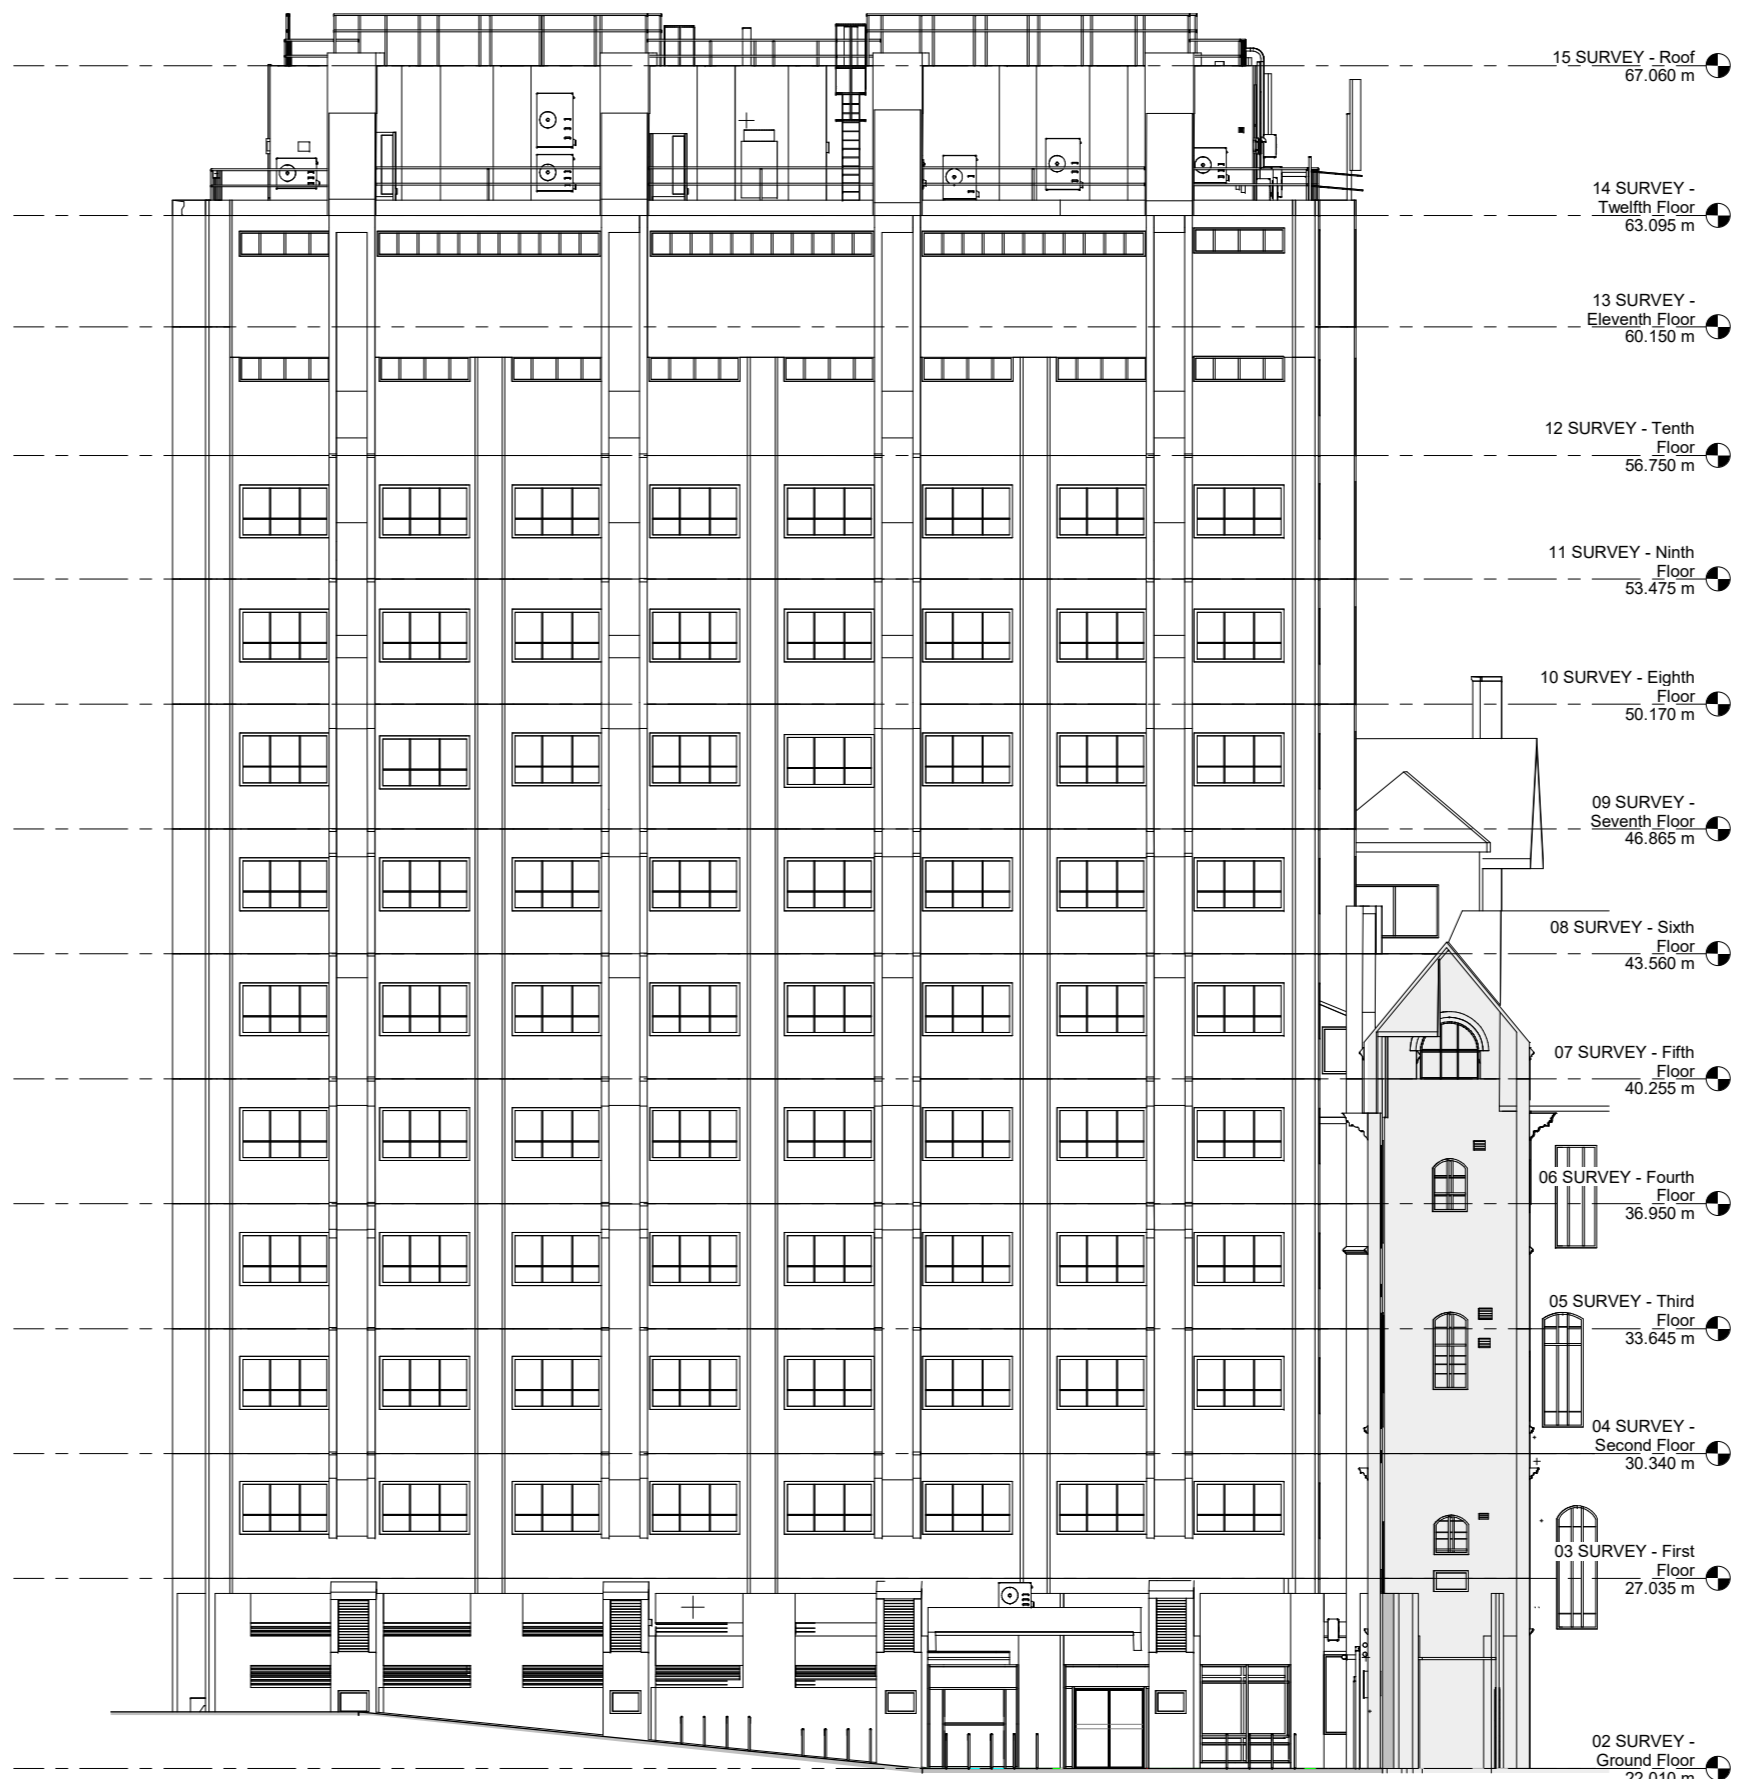 15 SURVEY - Roof
67.060 m
14 SURVEY -
Twelfth Floor
63.095 m
13 SURVEY -
Eleventh Floor
60.150 m
12 SURVEY - Tenth
Floor
56.750 m
11 SURVEY - Ninth
Floor
53.475 m
10 SURVEY - Eighth
Floor
50.170 m
09 SURVEY -
Seventh Floor
46.865 m
08 SURVEY - Sixth
Floor
43.560 m
07 SURVEY - Fifth
Floor
40.255 m
06 SURVEY - Fourth
Floor
36.950 m
05 SURVEY - Third
Floor
33.645 m
04 SURVEY -
Second Floor
30.340 m
03 SURVEY - First
Floor
27.035 m
02 SURVEY -
Ground Floor
22.010 m